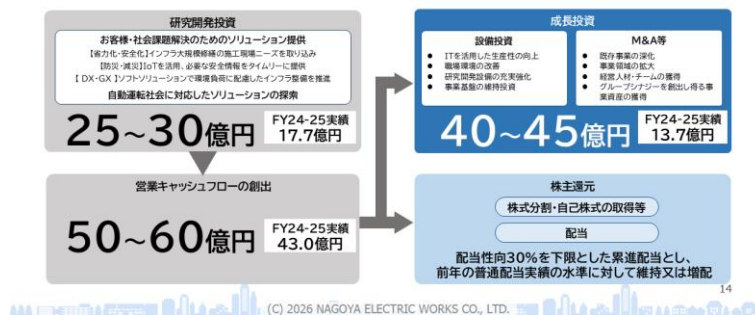 研究開発投資
お客様・社会課題解決のためのソリューション提供
【省力化・安全化】インフラ大規模修繕の施工現場ニーズを取り込み
【防災・減災】IoTを活用、必要な安全情報をタイムリーに提供
【 DX・GX 】ソフトソリューションで環境負荷に配慮したインフラ整備を推進
自動運転社会に対応したソリューションの探索
25～30億円
FY24-25実績
17.7億円
営業キャッシュフローの創出
50～60億円
FY24-25実績
43.0億円
成長投資
設備投資
● ITを活用した生産性の向上
● 職場環境の改善
● 研究開発設備の充実強化
● 事業基盤の維持投資
M&A等
● 既存事業の深化
● 事業領域の拡大
● 経営人材・チームの獲得
● グループシナジーを創出し得る事
業資産の獲得
40～45億円
FY24-25実績
13.7億円
株主還元
株式分割・自己株式の取得等
配当
配当性向30%を下限とした累進配当とし、
前年の普通配当実績の水準に対して維持又は増配
14
(C) 2026 NAGOYA ELECTRIC WORKS CO., LTD.